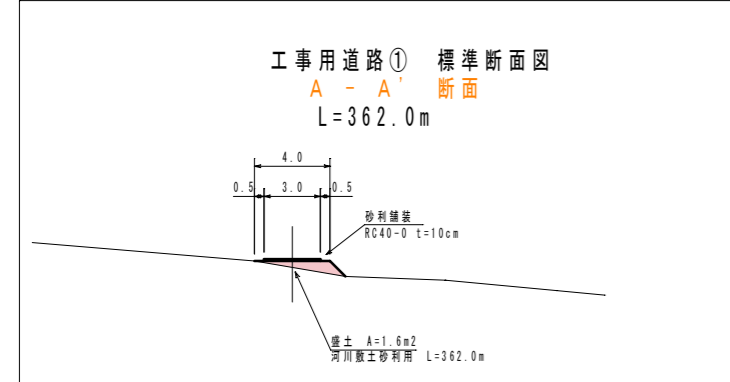 工事用道路① 標準断面図
A - A' 断面
L=362.0m
4.0
0.5 3.0 0.5
砂利舗装
RC40-0 t=10cm
盛土 A=1.6m2
河川敷土砂利用 L=362.0m